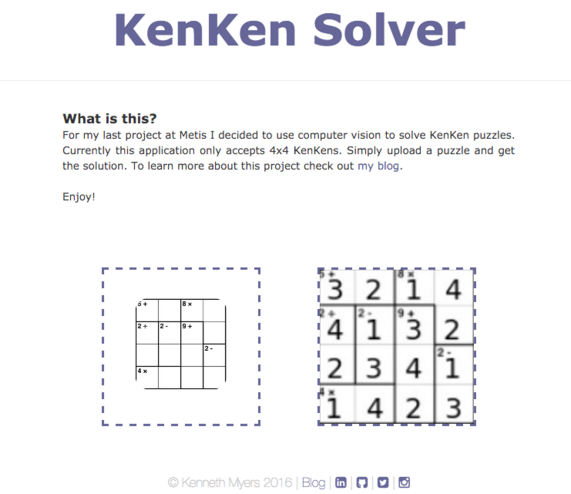 KenKen Solver
What is this?
For my last project at Metis I decided to use computer vision to solve KenKen puzzles.
Currently this application only accepts 4x4 KenKens. Simply upload a puzzle and get
the solution. To learn more about this project check out my blog.
Enjoy!
5+ 8×
2+ 2- 9+
2-
4×
5+ 8×
3 2 1 4
2+ 2- 9+
4 1 3 2
2-
2 3 4 1
4×
1 4 2 3
© Kenneth Myers 2016 | Blog | in | | |